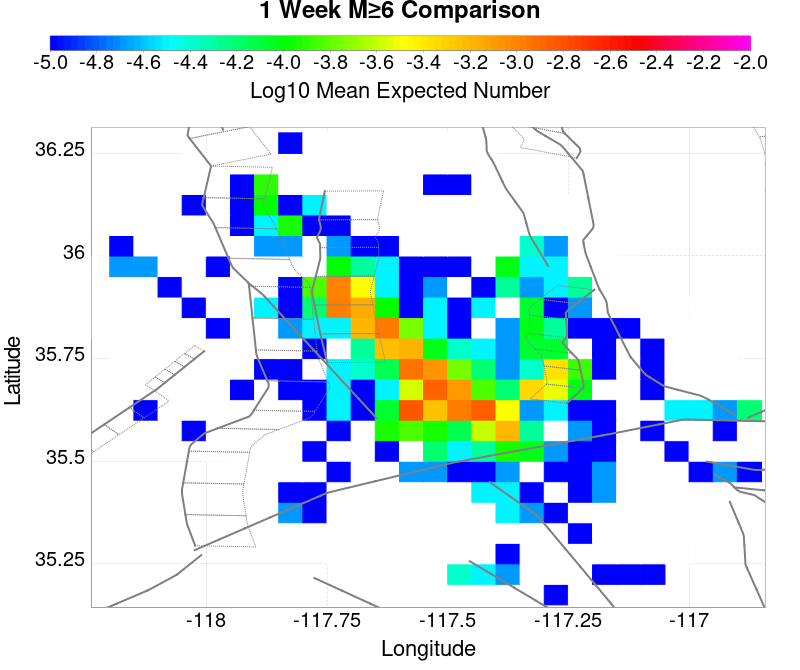 1 Week M≥6 Comparison
-5.0 -4.8 -4.6 -4.4 -4.2 -4.0 -3.8 -3.6 -3.4 -3.2 -3.0 -2.8 -2.6 -2.4 -2.2 -2.0
Log10 Mean Expected Number
36.25
36
35.75
35.5
35.25
Latitude
-118 -117.75 -117.5 -117.25 -117
Longitude